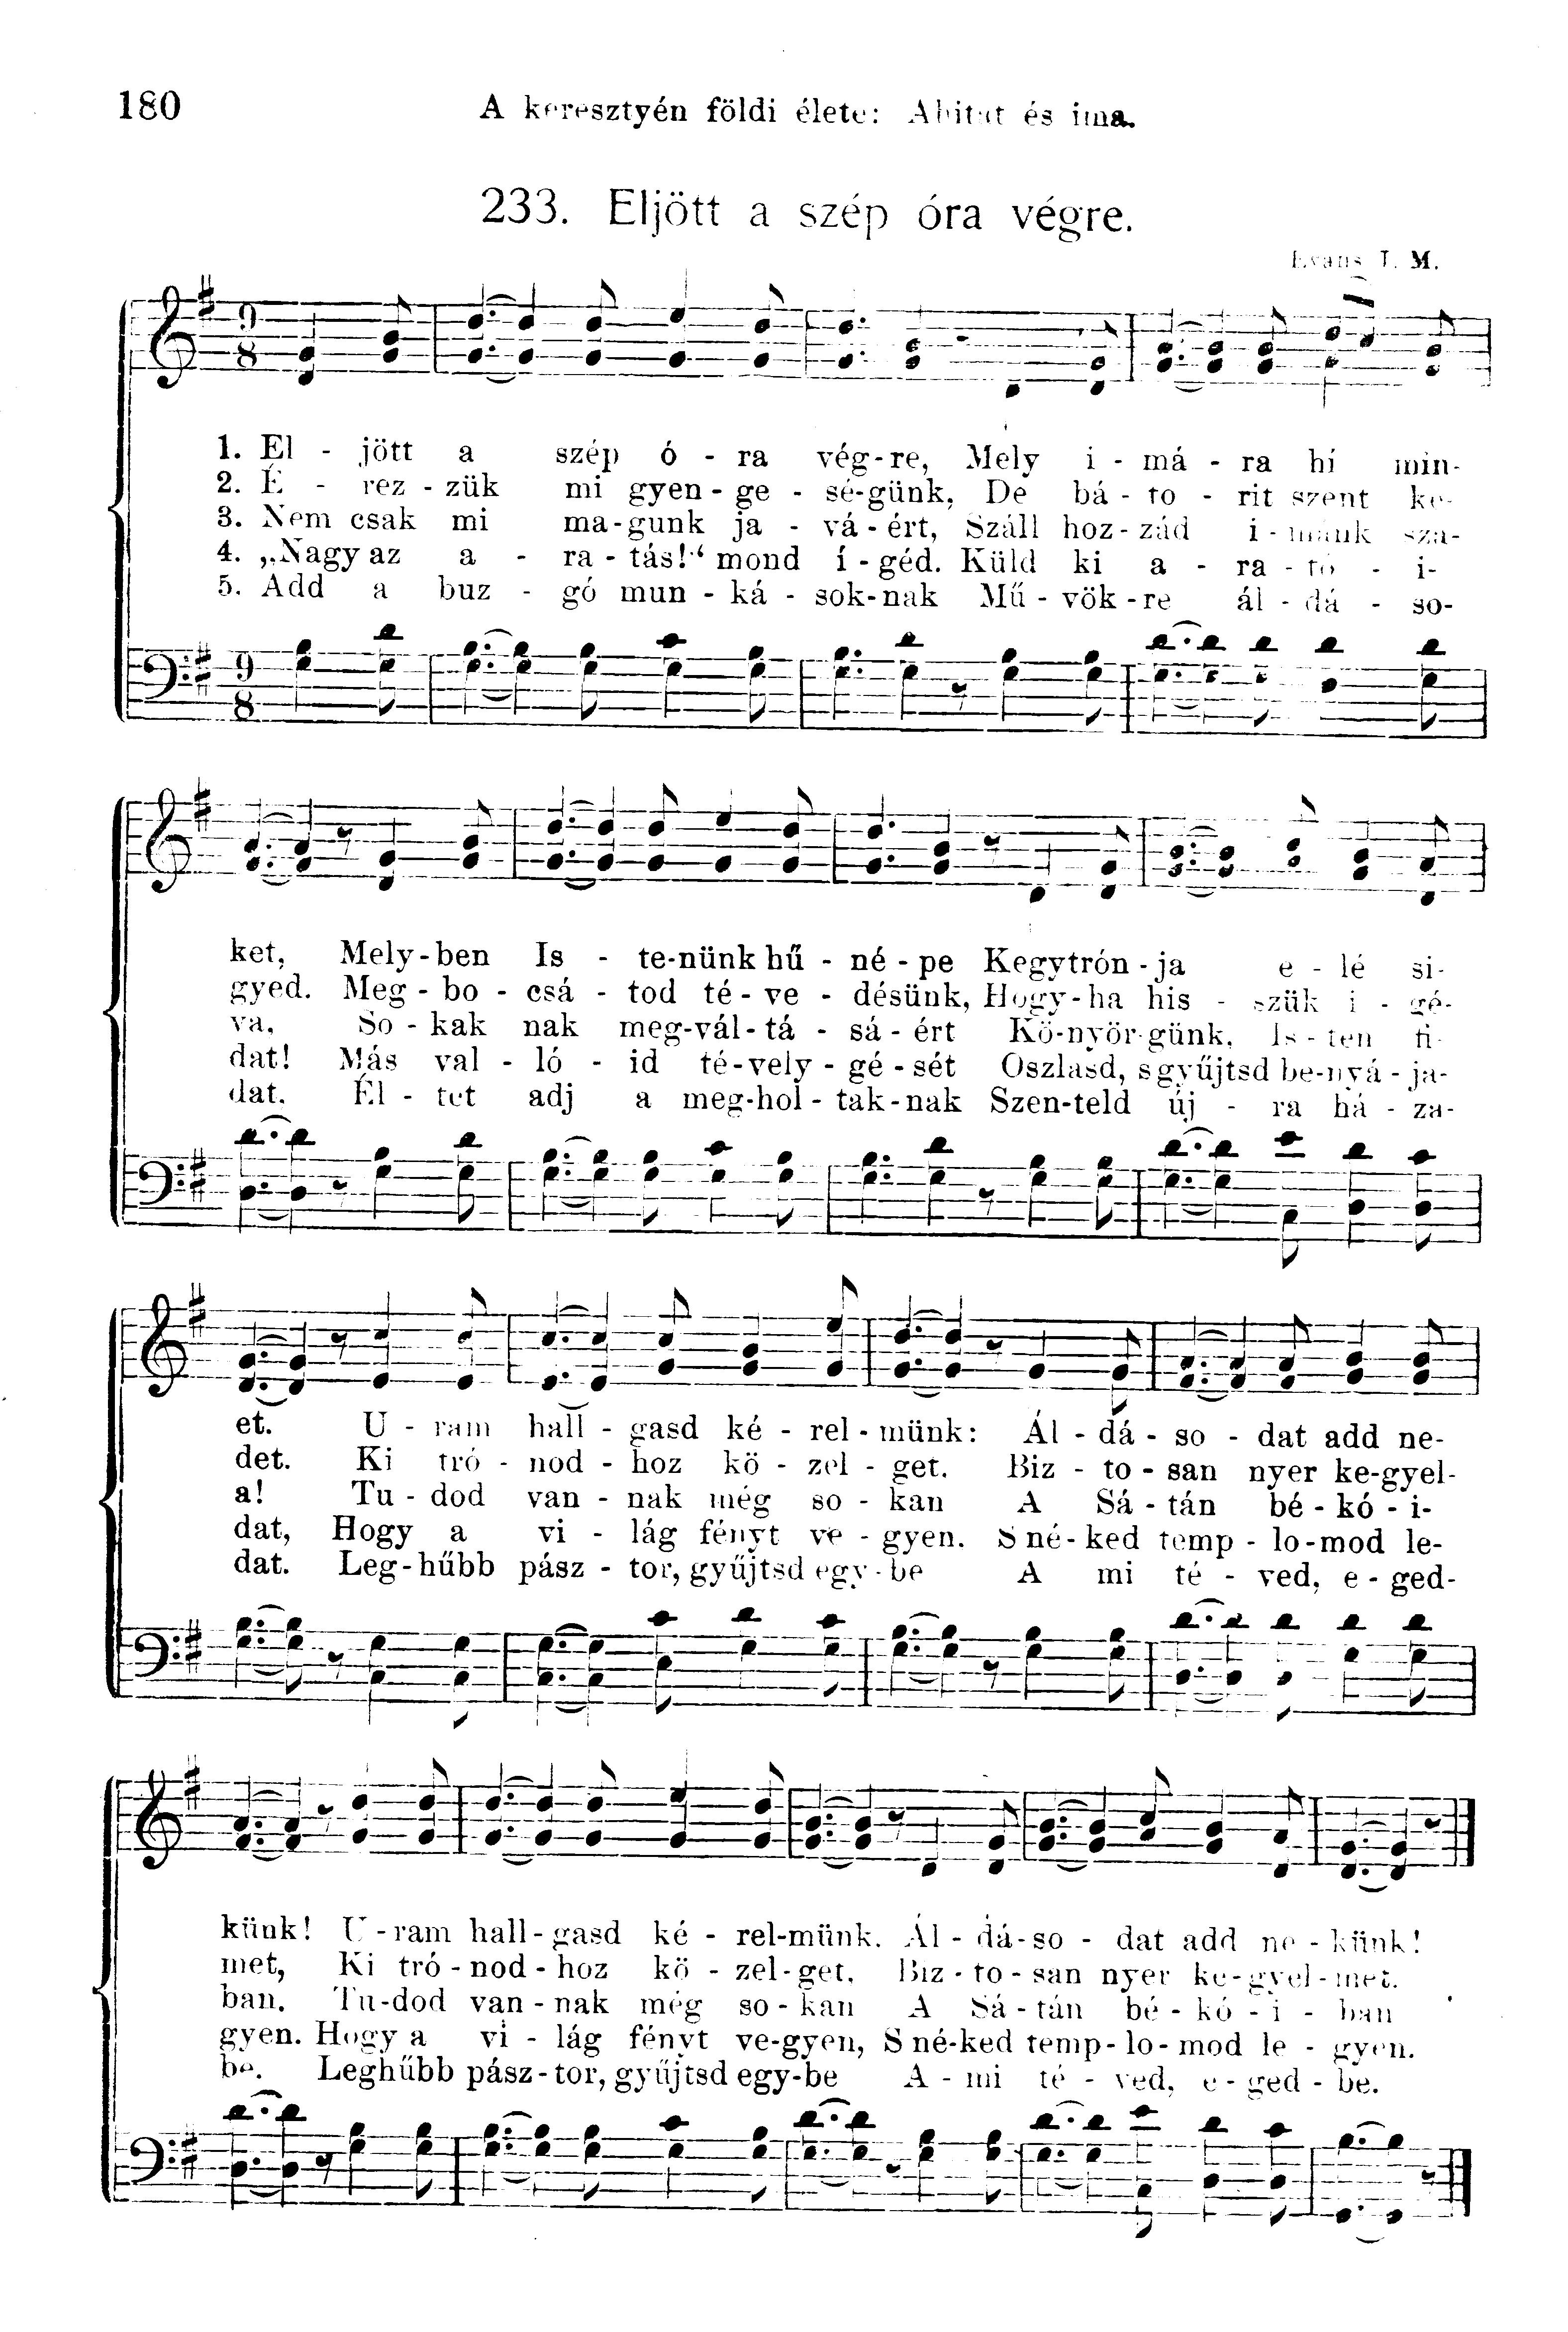 180
A keresztyén földi élete: Ahitat és ima.
233. Eljött a szép óra végre.
Evans J. M.
9 8
1. El - jött a szép ó - ra vég-re, Mely i - má - ra hí min-
2. É - rez - zük mi gyen - ge - sé-günk, De bá - to - rit szent ke-
3. Nem csak mi ma-gunk ja - vá-ért, Száll hoz-zád i - mánk sza-
4. „Nagy az a - ra-tás!“ mond í-géd. Küld ki a - ra - tó - i-
5. Add a buz - gó mun - ká - sok-nak Mű-vök-re ál - dá - so-
9 8
ket, Mely-ben Is - te-nünk hű - né - pe Kegytrón-ja e - lé si-
gyed. Meg - bo - csá - tod té - ve - désünk, Hogy-ha his - szük i - gé-
va, So - kak nak meg-vál-tá - sá-ért Kö-nyör-günk, Is - ten fi-
dat! Más val - ló - id té-vely-gé-sét Oszlasd, s gyűjtsd be-nyá-ja-
dat. Él - tet adj a meg-hol-tak-nak Szen-teld új - ra há - za-
et. U - ram hall - gasd ké - rel - münk: Ál - dá - so - dat add ne-
det. Ki tró - nod - hoz kö - zel - get. Biz - to - san nyer ke-gyel-
a! Tu - dod van - nak még so - kan A Sá - tán bé - kó - i-
dat, Hogy a vi - lág fényt ve - gyen. S né-ked temp - lo-mod le-
dat. Leg-hűbb pász - tor, gyűjtsd egy-be A mi té - ved, e - ged-
künk! U-ram hall-gasd ké - rel-münk. Ál - dá-so - dat add ne - künk!
met, Ki tró-nod-hoz kö - zel-get. Biz-to-san nyer ke-gyel-met.
ban. Tu-dod van-nak még so-kan A Sá-tán bé-kó-i - ban
gyen. Hogy a vi - lág fényt ve-gyen, S né-ked temp-lo-mod le - gyen.
be. Leghűbb pász-tor, gyűjtsd egy-be A - mi té - ved, e-ged-be.